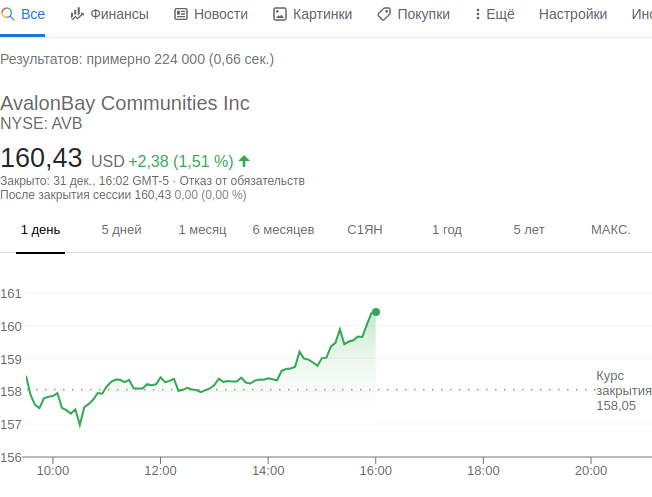 Все Финансы Новости Картинки Покупки Ещё Настройки Инс
Результатов: примерно 224 000 (0,66 сек.)
AvalonBay Communities Inc
NYSE: AVB
160,43 USD +2,38 (1,51 %)
Закрыто: 31 дек., 16:02 GMT-5 · Отказ от обязательств
После закрытия сессии 160,43 0,00 (0,00 %)
1 день 5 дней 1 месяц 6 месяцев С1ЯН 1 год 5 лет МАКС.
161
160
159
158
157
156
Курс
закрытия
158,05
10:00 12:00 14:00 16:00 18:00 20:00